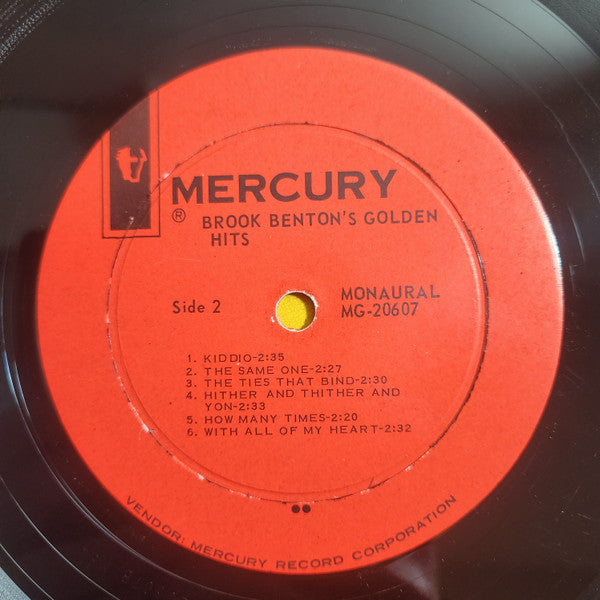 MERCURY
®
BROOK BENTON'S GOLDEN
HITS
Side 2
MONAURAL
MG-20607
1. KIDDIO-2:35
2. THE SAME ONE-2:27
3. THE TIES THAT BIND-2:30
4. HITHER AND THITHER AND
YON-2:33
5. HOW MANY TIMES-2:20
6. WITH ALL OF MY HEART-2:32
VENDOR: MERCURY RECORD CORPORATION